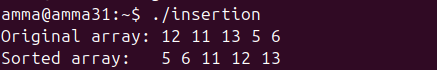 amma@amma31:~$ ./insertion
Original array: 12 11 13 5 6
Sorted array:   5 6 11 12 13